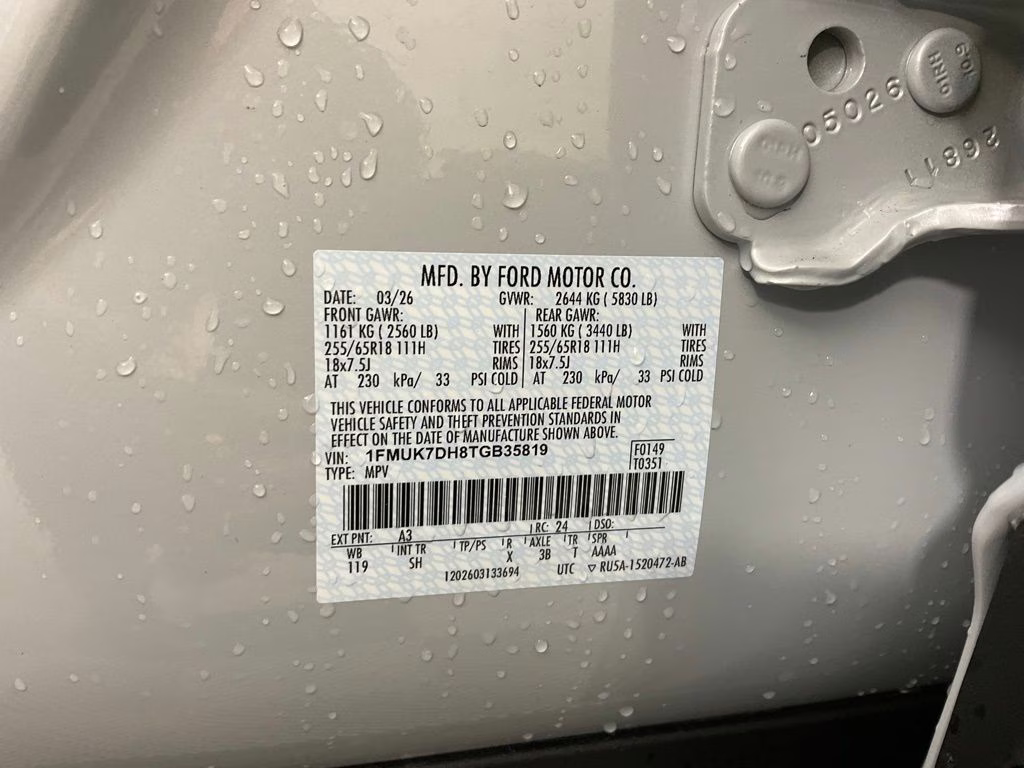 05026
11892
MFD. BY FORD MOTOR CO.
DATE: 03/26 GVWR: 2644 KG ( 5830 LB)
FRONT GAWR: REAR GAWR:
1161 KG ( 2560 LB) WITH 1560 KG ( 3440 LB) WITH
255/65R18 111H TIRES 255/65R18 111H TIRES
18x7.5J RIMS 18x7.5J RIMS
AT 230 kPa/ 33 PSI COLD AT 230 kPa/ 33 PSI COLD
THIS VEHICLE CONFORMS TO ALL APPLICABLE FEDERAL MOTOR
VEHICLE SAFETY AND THEFT PREVENTION STANDARDS IN
EFFECT ON THE DATE OF MANUFACTURE SHOWN ABOVE.
VIN: 1FMUK7DH8TGB35819 F0149
TYPE: MPV T0351
EXT PNT: A3 RC: 24 DSO:
WB INT TR TP/PS R AXLE TR SPR
119 SH X 3B T AAAA
1202603133694 UTC ▽ RU5A-1520472-AB